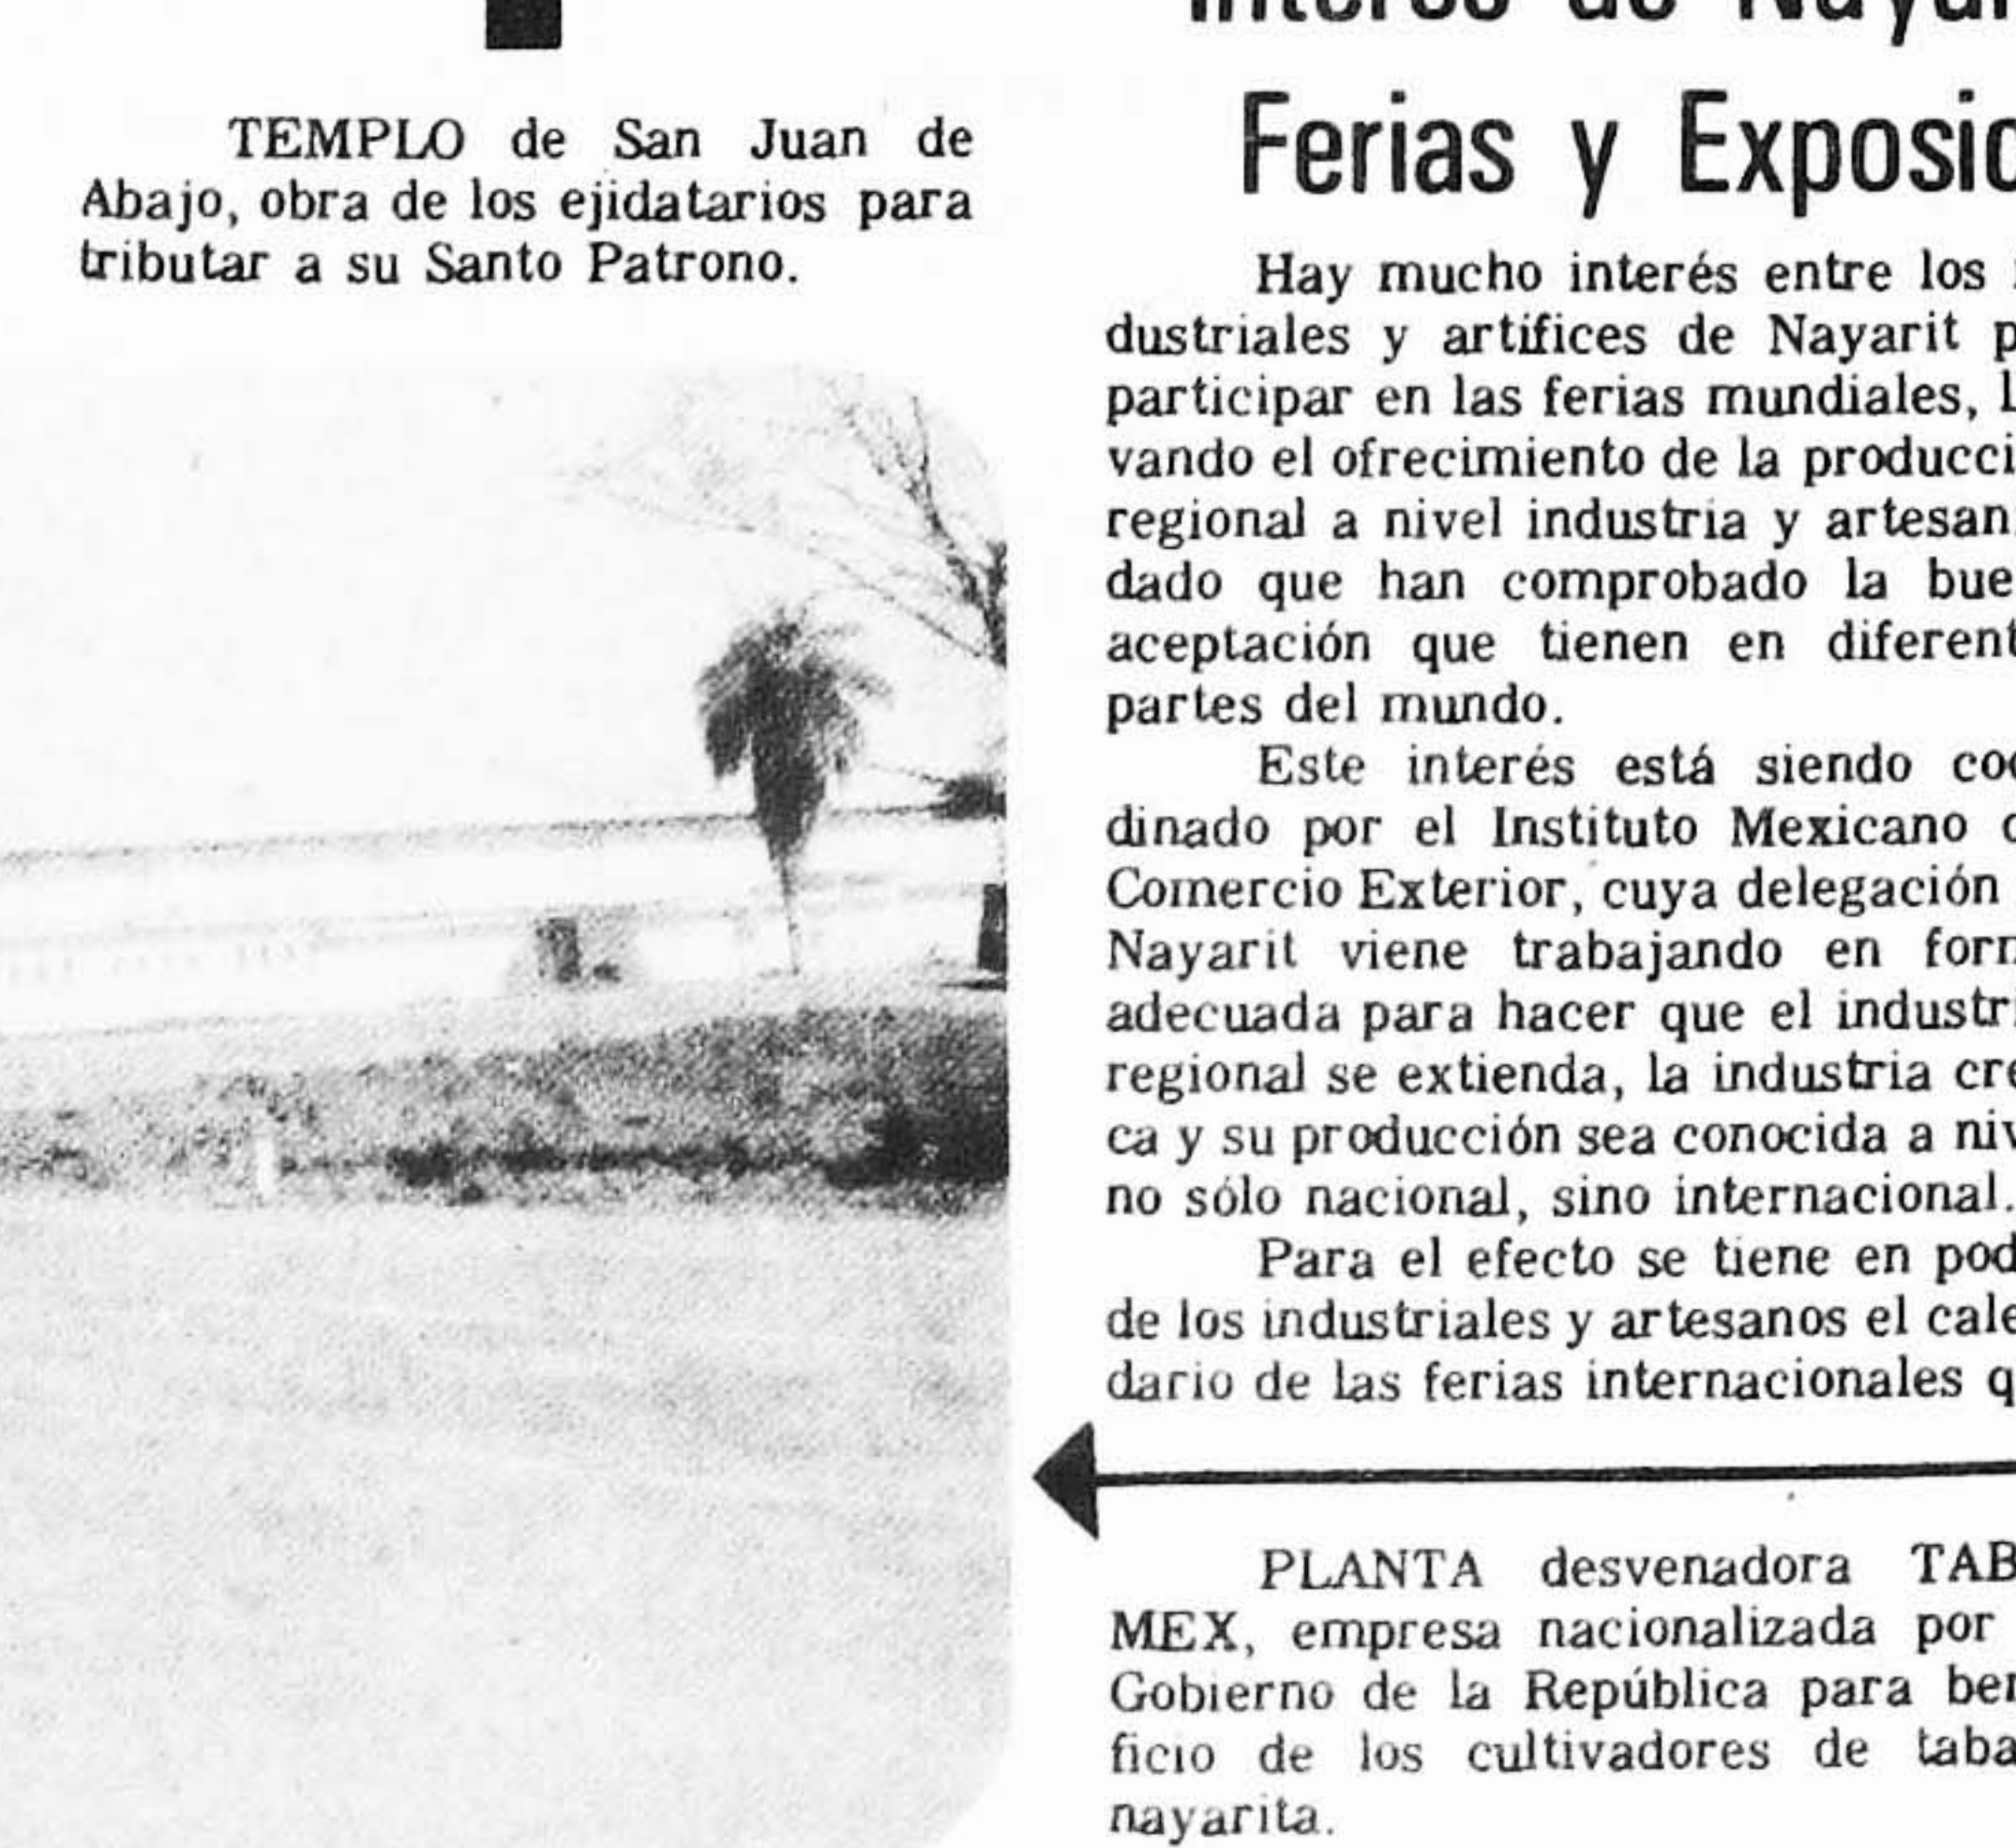 TEMPLO de San Juan de
Abajo, obra de los ejidatarios para
tributar a su Santo Patrono.
Interés de
Ferias y
Hay mucho interés entre los
dustriales y artífices de Nayarit
participar en las ferias mundiales,
vando el ofrecimiento de la producci
regional a nivel industria y artesan
dado que han comprobado la bue
aceptación que tienen en diferent
partes del mundo.
Este interés está siendo coo
dinado por el Instituto Mexicano
Comercio Exterior, cuya delegación
Nayarit viene trabajando en for
adecuada para hacer que el industri
regional se extienda, la industria cre
ca y su producción sea conocida a niv
no sólo nacional, sino internacional.
Para el efecto se tiene en pod
de los industriales y artesanos el cale
dario de las ferias internacionales q
PLANTA desvenadora TAB
MEX, empresa nacionalizada por
Gobierno de la República para ben
ficio de los cultivadores de taba
nayarita.